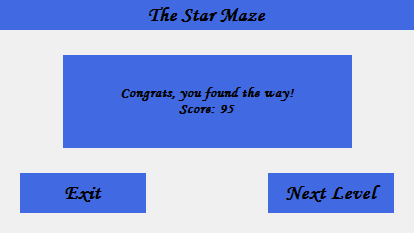 The Star Maze
Congrats, you found the way!
Score: 95
Exit
Next Level